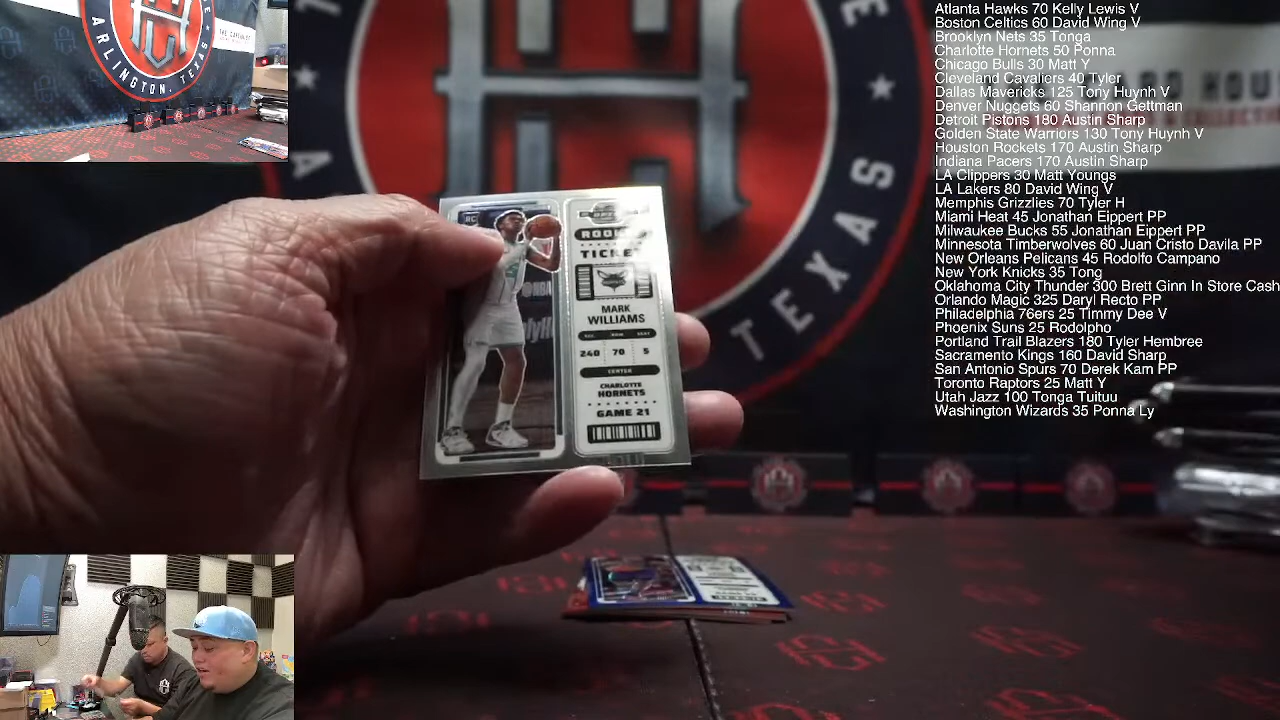 Atlanta Hawks 70 Kelly Lewis V
Boston Celtics 60 David Wing V
Brooklyn Nets 35 Tonga
Charlotte Hornets 50 Ponna
Chicago Bulls 30 Matt Y
Cleveland Cavaliers 40 Tyler
Dallas Mavericks 125 Tony Huynh V
Denver Nuggets 60 Shannon Gettman
Detroit Pistons 180 Austin Sharp
Golden State Warriors 130 Tony Huynh V
Houston Rockets 170 Austin Sharp
Indiana Pacers 170 Austin Sharp
LA Clippers 30 Matt Youngs
LA Lakers 80 David Wing V
Memphis Grizzlies 70 Tyler H
Miami Heat 45 Jonathan Eippert PP
Milwaukee Bucks 55 Jonathan Eippert PP
Minnesota Timberwolves 60 Juan Cristo Davila PP
New Orleans Pelicans 45 Rodolfo Campano
New York Knicks 35 Tong
Oklahoma City Thunder 300 Brett Ginn In Store Cash
Orlando Magic 325 Daryl Recto PP
Philadelphia 76ers 25 Timmy Dee V
Phoenix Suns 25 Rodolpho
Portland Trail Blazers 180 Tyler Hembree
Sacramento Kings 160 David Sharp
San Antonio Spurs 70 Derek Kam PP
Toronto Raptors 25 Matt Y
Utah Jazz 100 Tonga Tuituu
Washington Wizards 35 Ponna Ly
ARLINGTON, TEXAS
TEXAS
RC
ROOKIE
TICKET
MARK
WILLIAMS
240 70 5
CENTER
CHARLOTTE
HORNETS
GAME 21